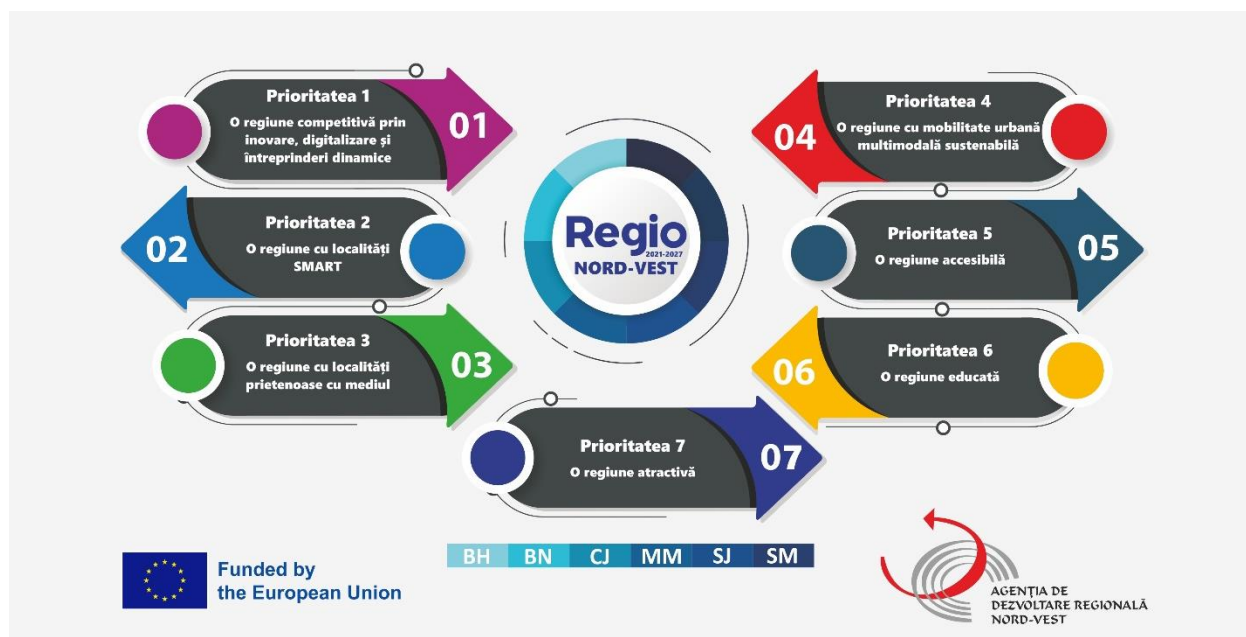 Prioritatea 1
O regiune competitivă prin
inovare, digitalizare și
întreprinderi dinamice
01
Prioritatea 2
O regiune cu localități
SMART
02
Prioritatea 3
O regiune cu localități
prietenoase cu mediul
03
Regio
2021-2027
NORD-VEST
Prioritatea 4
O regiune cu mobilitate urbană
multimodală sustenabilă
04
Prioritatea 5
O regiune accesibilă
05
Prioritatea 6
O regiune educată
06
Prioritatea 7
O regiune atractivă
07
BH BN CJ MM SJ SM
Funded by
the European Union
AGENȚIA DE
DEZVOLTARE REGIONALĂ
NORD-VEST